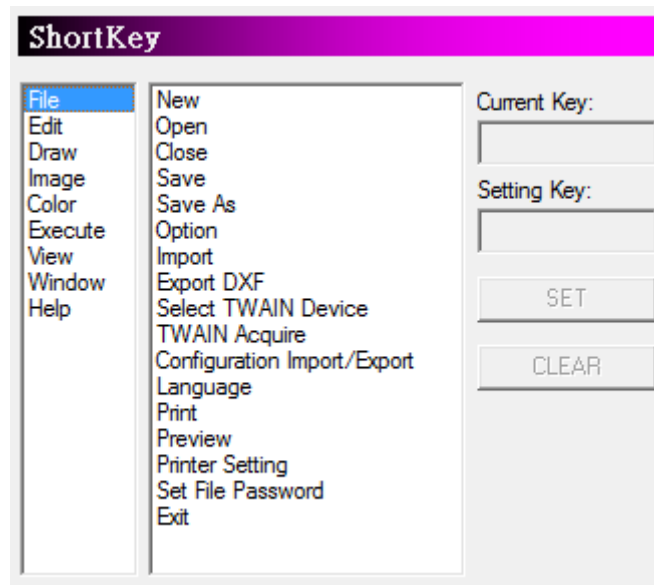 ShortKey
File
Edit
Draw
Image
Color
Execute
View
Window
Help
New
Open
Close
Save
Save As
Option
Import
Export DXF
Select TWAIN Device
TWAIN Acquire
Configuration Import/Export
Language
Print
Preview
Printer Setting
Set File Password
Exit
Current Key:
Setting Key:
SET
CLEAR